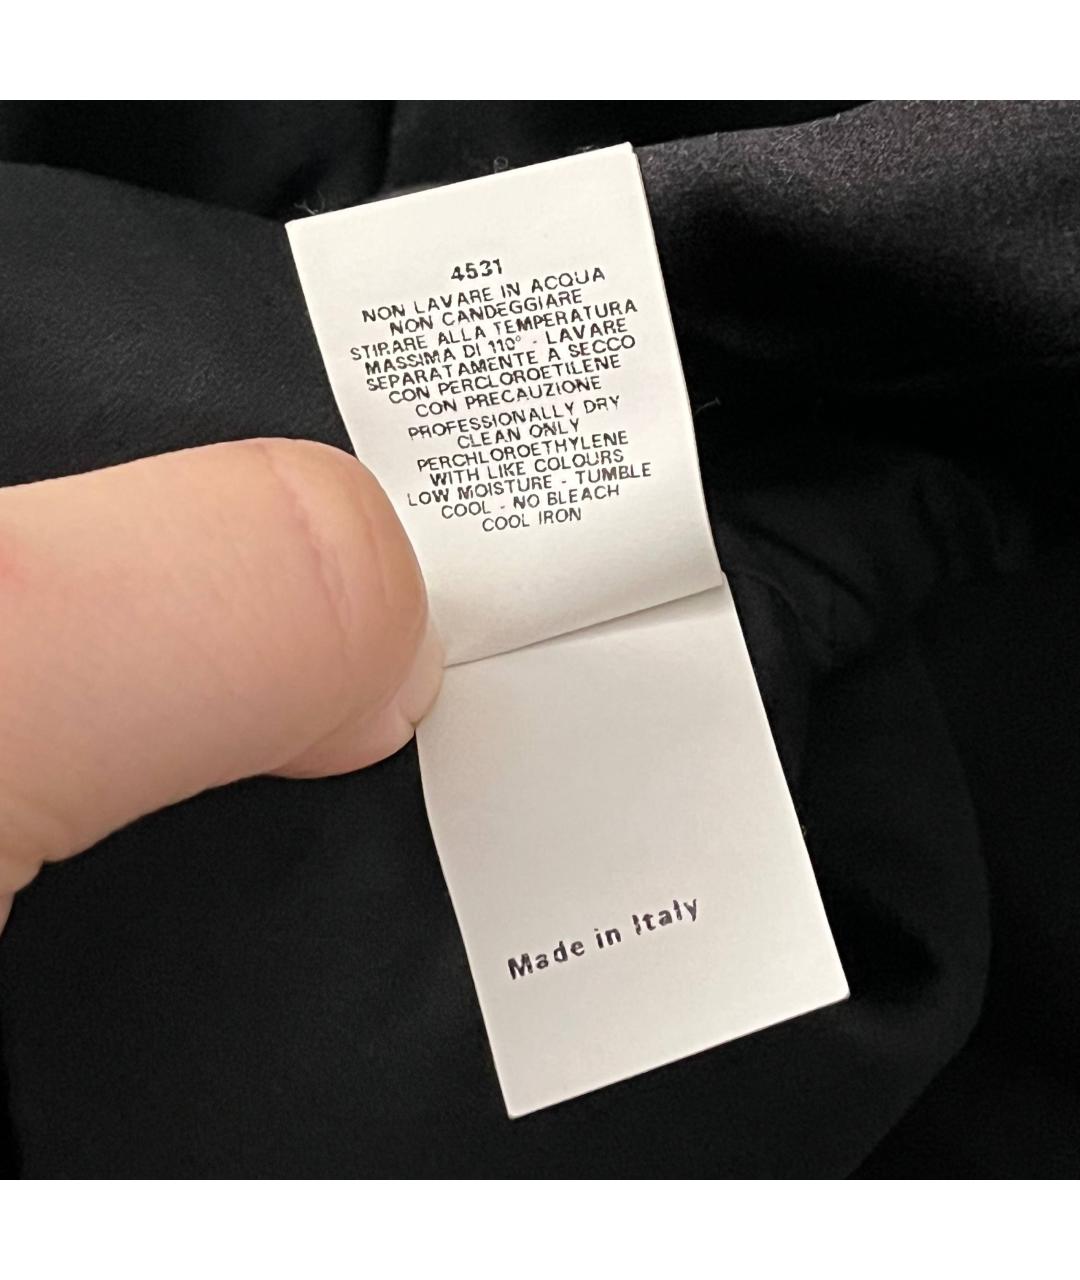 4531
NON LAVARE IN ACQUA
NON CANDEGGIARE
STIRARE ALLA TEMPERATURA
MASSIMA DI 110° - LAVARE
SEPARATAMENTE A SECCO
CON PERCLOROETILENE
CON PRECAUZIONE
PROFESSIONALLY DRY
CLEAN ONLY
PERCHLOROETHYLENE
WITH LIKE COLOURS
LOW MOISTURE - TUMBLE
COOL - NO BLEACH
COOL IRON
Made in Italy